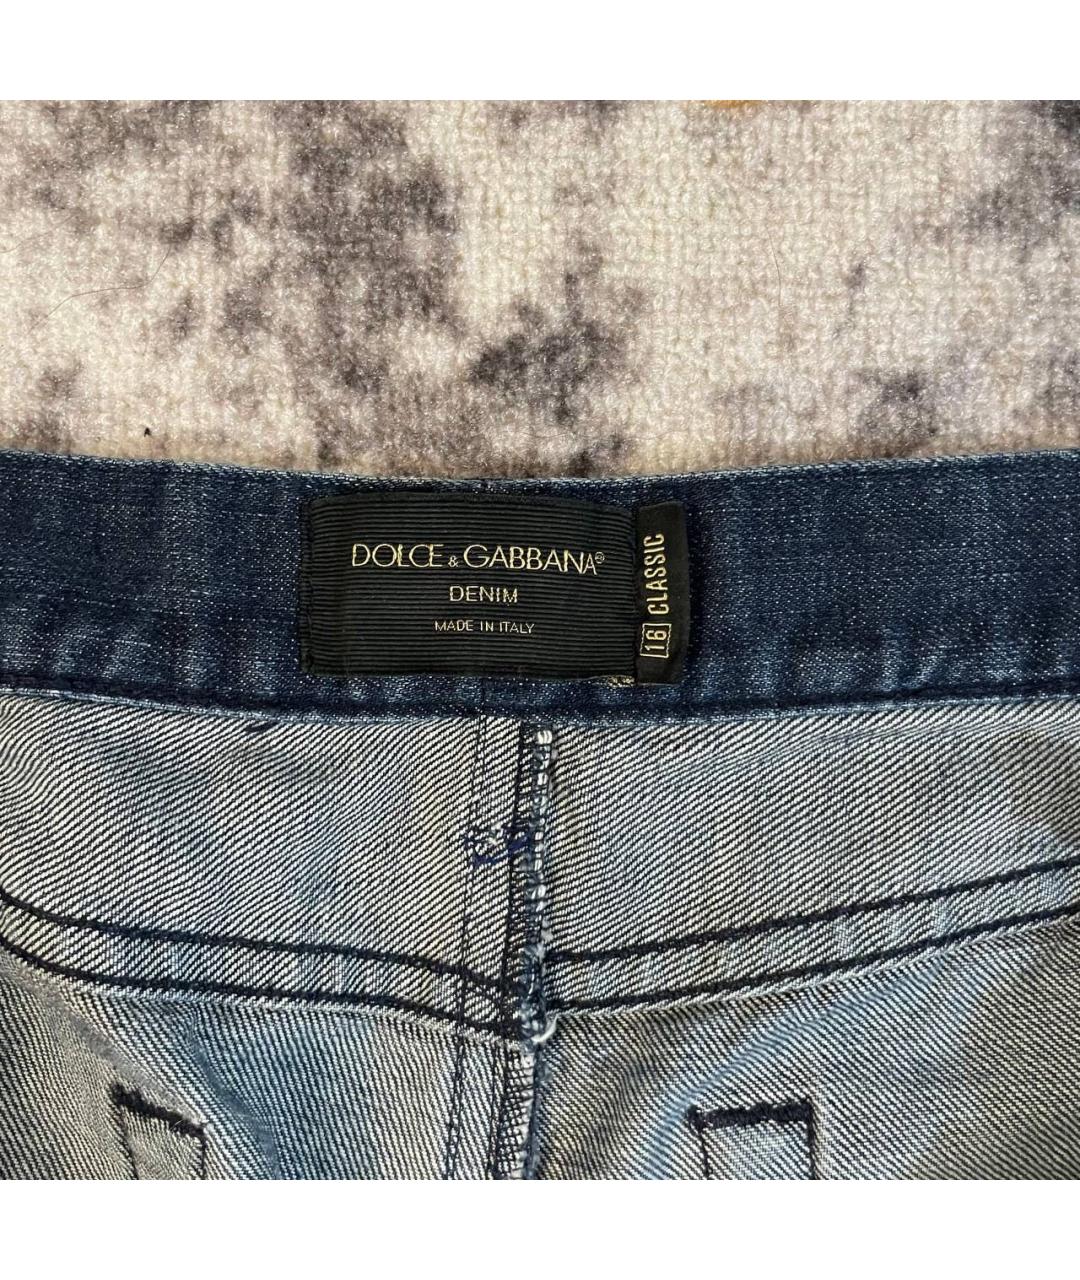 DOLCE & GABBANA®
DENIM
MADE IN ITALY
16 CLASSIC